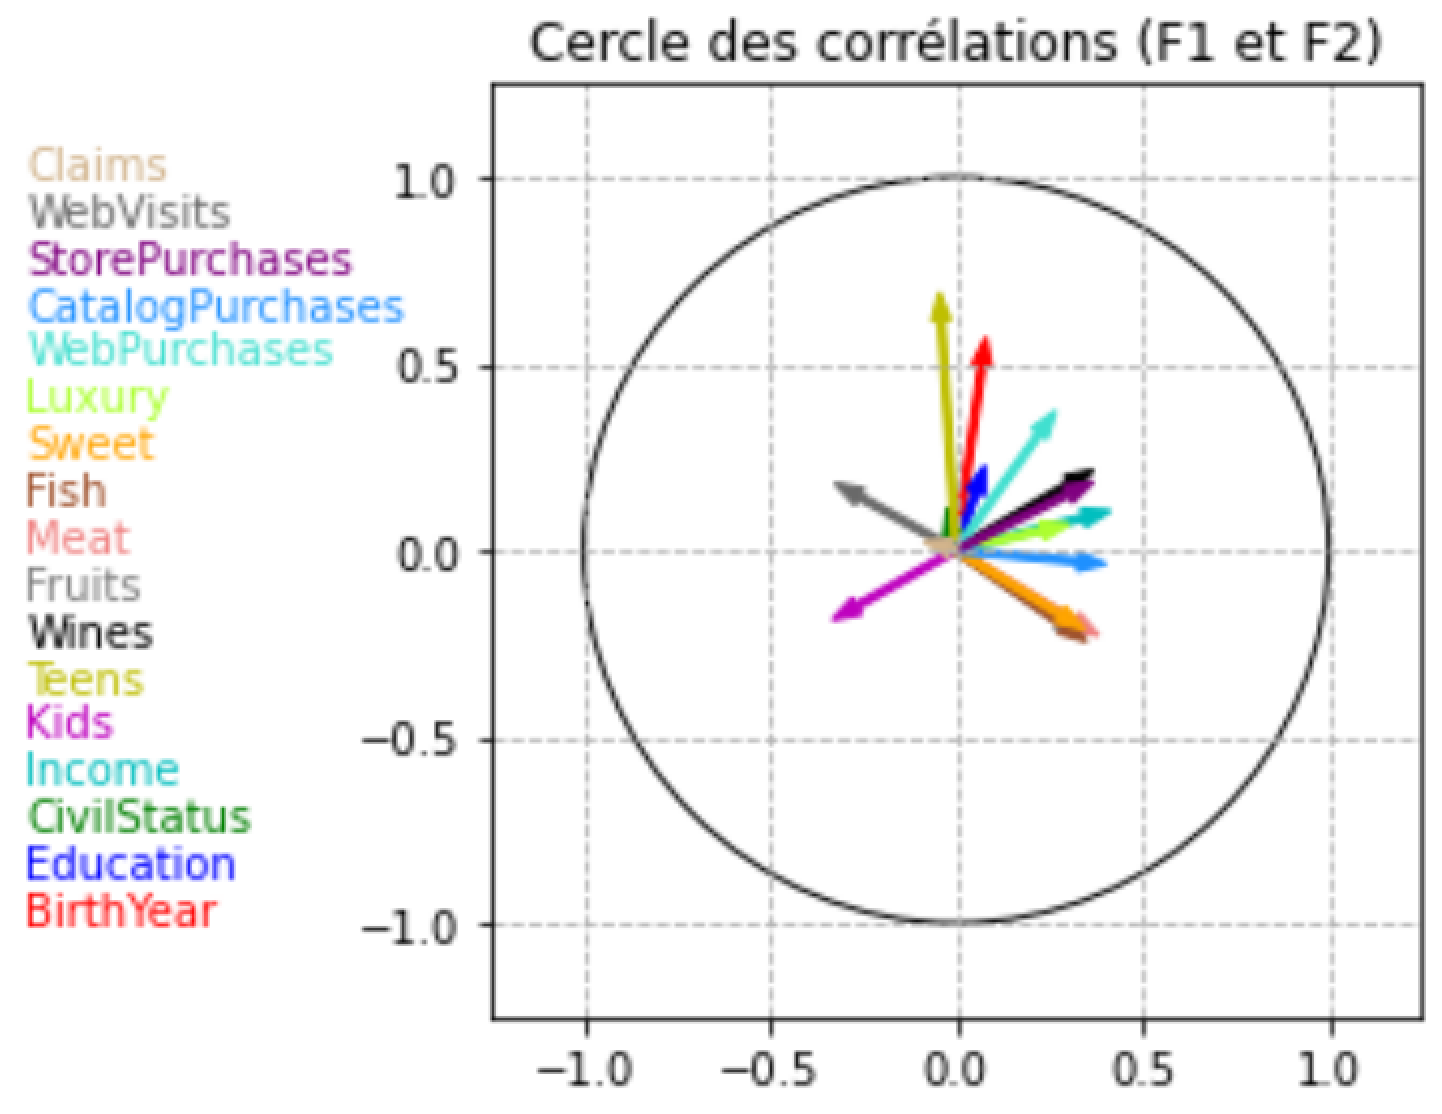 Cercle des corrélations (F1 et F2)
Claims
WebVisits
StorePurchases
CatalogPurchases
WebPurchases
Luxury
Sweet
Fish
Meat
Fruits
Wines
Teens
Kids
Income
CivilStatus
Education
BirthYear
1.0
0.5
0.0
−0.5
−1.0
−1.0 −0.5 0.0 0.5 1.0